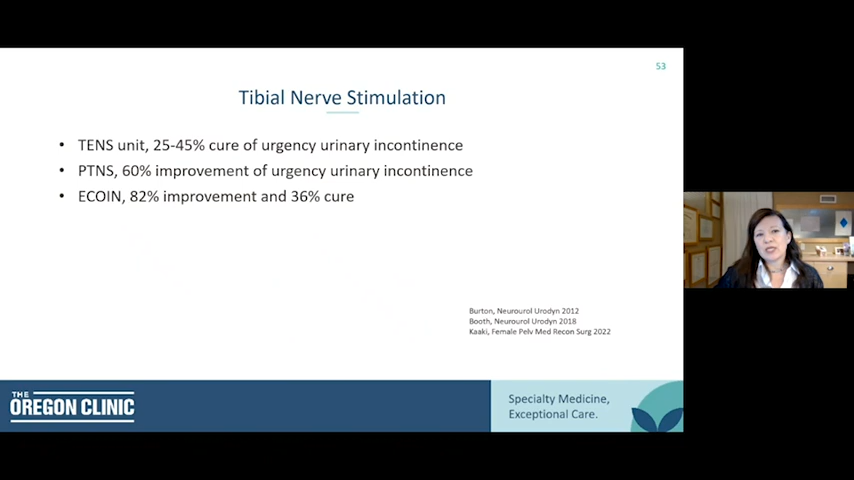 53
Tibial Nerve Stimulation
• TENS unit, 25-45% cure of urgency urinary incontinence
• PTNS, 60% improvement of urgency urinary incontinence
• ECOIN, 82% improvement and 36% cure
Burton, Neurourol Urodyn 2012
Booth, Neurourol Urodyn 2018
Kaaki, Female Pelv Med Recon Surg 2022
THE
OREGON CLINIC
Specialty Medicine,
Exceptional Care.